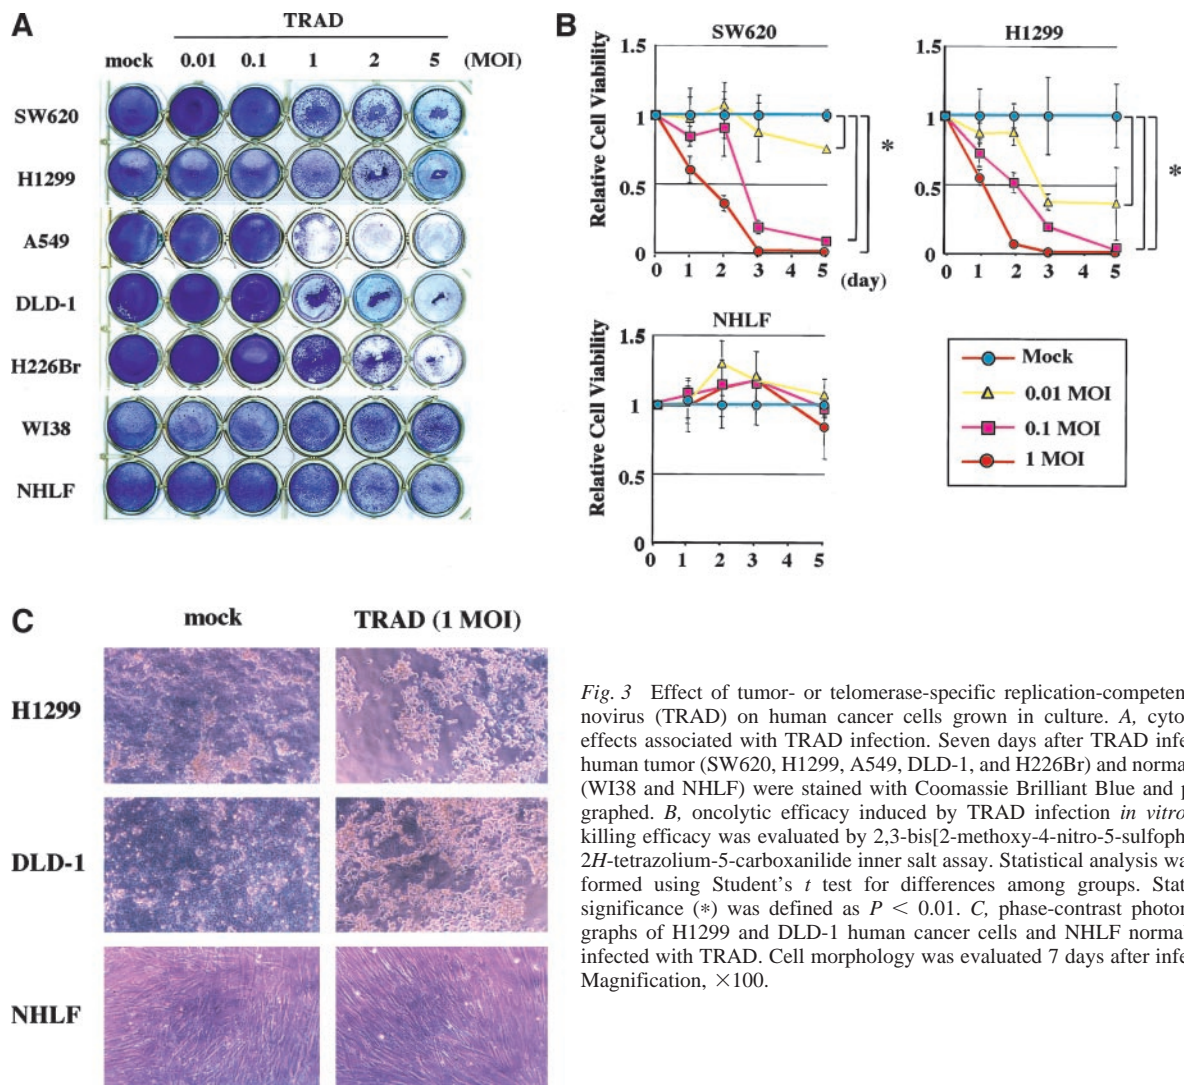 A
TRAD
mock 0.01 0.1 1 2 5 (MOI)
SW620
H1299
A549
DLD-1
H226Br
WI38
NHLF
B
SW620
Relative Cell Viability
1.5
1
0.5
0
0 1 2 3 4 5
(day)
*
H1299
1.5
1
0.5
0
0 1 2 3 4 5
*
NHLF
Relative Cell Viability
1.5
1
0.5
0
0 1 2 3 4 5
Mock
0.01 MOI
0.1 MOI
1 MOI
C
mock TRAD (1 MOI)
H1299
DLD-1
NHLF
Fig. 3 Effect of tumor- or telomerase-specific replication-competen
novirus (TRAD) on human cancer cells grown in culture. A, cyto
effects associated with TRAD infection. Seven days after TRAD infe
human tumor (SW620, H1299, A549, DLD-1, and H226Br) and norma
(WI38 and NHLF) were stained with Coomassie Brilliant Blue and p
graphed. B, oncolytic efficacy induced by TRAD infection in vitro
killing efficacy was evaluated by 2,3-bis[2-methoxy-4-nitro-5-sulfoph
2H-tetrazolium-5-carboxanilide inner salt assay. Statistical analysis wa
formed using Student's t test for differences among groups. Stat
significance (*) was defined as P < 0.01. C, phase-contrast photon
graphs of H1299 and DLD-1 human cancer cells and NHLF norma
infected with TRAD. Cell morphology was evaluated 7 days after infe
Magnification, ×100.